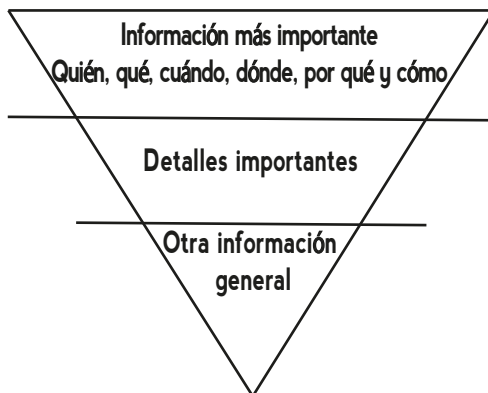 Información más importante
Quién, qué, cuándo, dónde, por qué y cómo
Detalles importantes
Otra información
general